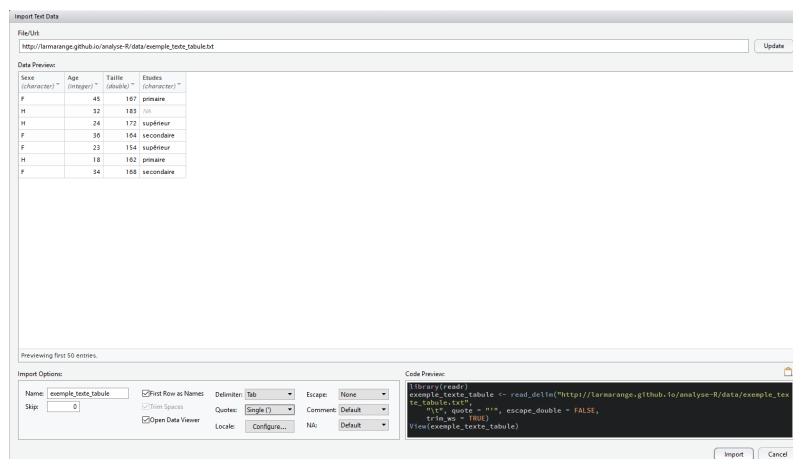 Import Text Data
File/Url:
http://larmarange.github.io/analyse-R/data/exemple_texte_tabule.txt
Update
Data Preview:
Sexe Age Taille Etudes
(character) (integer) (double) (character)
F 45 167 primaire
H 32 183 NA
H 24 172 supérieur
F 36 164 secondaire
F 23 154 supérieur
H 18 162 primaire
F 34 168 secondaire
Previewing first 50 entries.
Import Options:
Name: exemple_texte_tabule
Skip: 0
First Row as Names
Trim Spaces
Open Data Viewer
Delimiter: Tab
Quotes: Single (')
Locale: Configure...
Escape: None
Comment: Default
NA: Default
Code Preview:
library(readr)
exemple_texte_tabule <- read_delim("http://larmarange.github.io/analyse-R/data/exemple_tex
te_tabule.txt",
"\t", quote = "'", escape_double = FALSE,
trim_ws = TRUE)
View(exemple_texte_tabule)
Import
Cancel